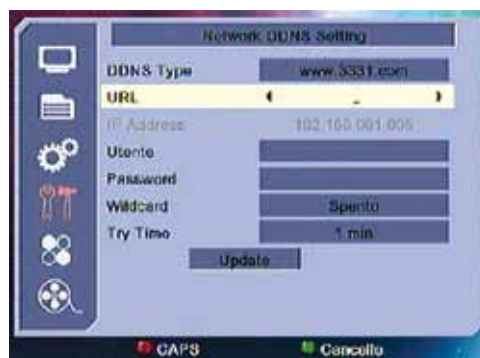 Network DDNS Setting
DDNS Type www.3331.com
URL _
IP Address 192.168.001.005
Utente
Password
Wildcard Spento
Try Time 1 min
Update
CAPS Cancello